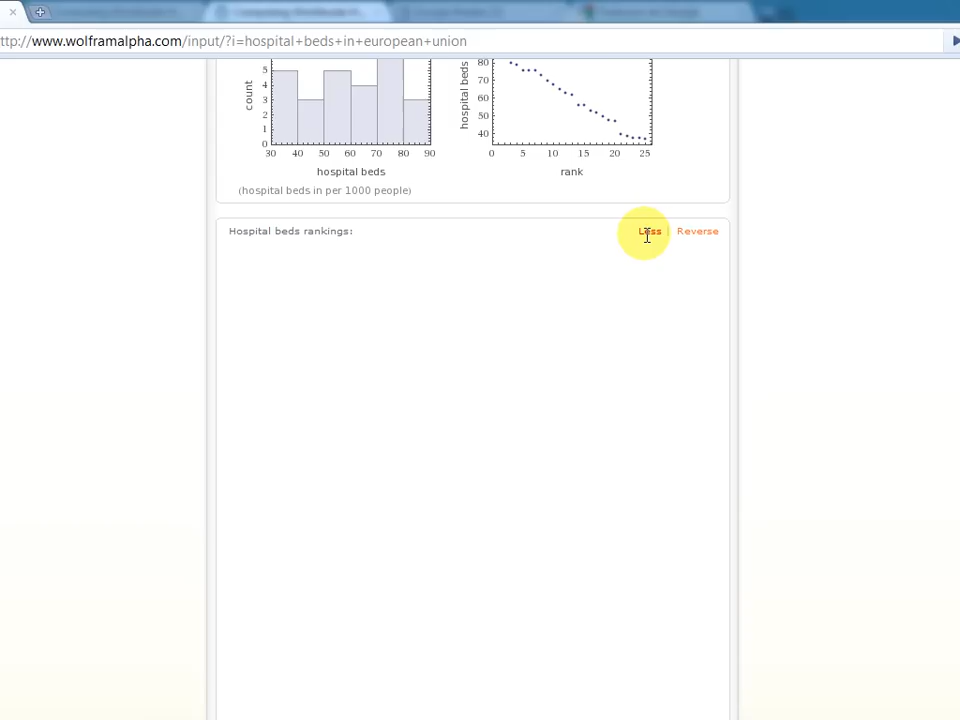 ttp://www.wolframalpha.com/input/?i=hospital+beds+in+european+union
5
4
3
2
1
0
count
30 40 50 60 70 80 90
hospital beds
80
70
60
50
40
hospital beds
0 5 10 15 20 25
rank
(hospital beds in per 1000 people)
Hospital beds rankings:
Less | Reverse